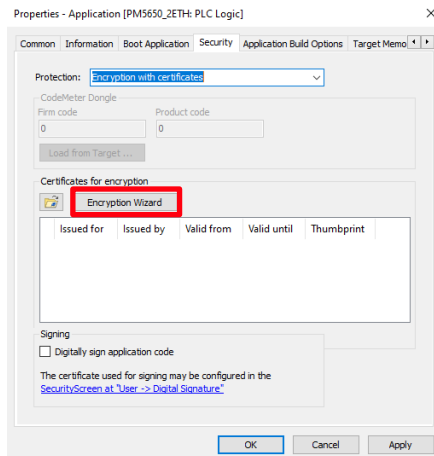 Properties - Application [PM5650_2ETH: PLC Logic]
Common Information Boot Application Security Application Build Options Target Memo
Protection: Encryption with certificates
CodeMeter Dongle
Firm code Product code
0 0
Load from Target ...
Certificates for encryption
Encryption Wizard
Issued for Issued by Valid from Valid until Thumbprint
Signing
Digitally sign application code
The certificate used for signing may be configured in the
SecurityScreen at "User -> Digital Signature"
OK Cancel Apply